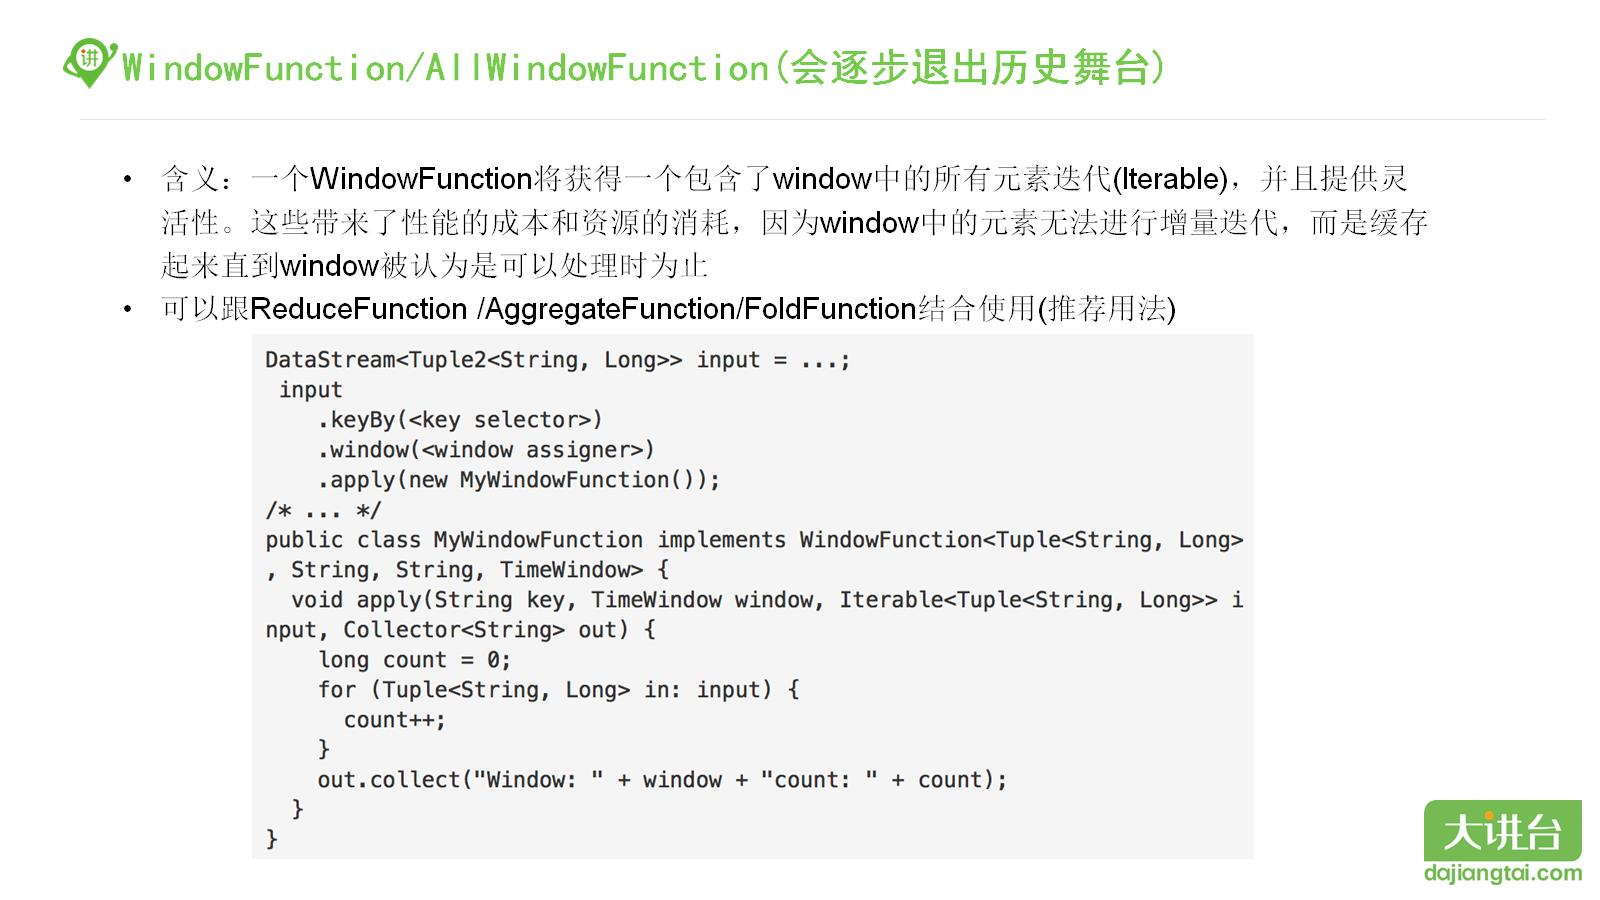 讲
WindowFunction/AllWindowFunction(会逐步退出历史舞台)
• 含义：一个WindowFunction将获得一个包含了window中的所有元素迭代(Iterable)，并且提供灵
活性。这些带来了性能的成本和资源的消耗，因为window中的元素无法进行增量迭代，而是缓存
起来直到window被认为是可以处理时为止
• 可以跟ReduceFunction /AggregateFunction/FoldFunction结合使用(推荐用法)
DataStream<Tuple2<String, Long>> input = ...;
 input
    .keyBy(<key selector>)
    .window(<window assigner>)
    .apply(new MyWindowFunction());
/* ... */
public class MyWindowFunction implements WindowFunction<Tuple<String, Long>
, String, String, TimeWindow> {
  void apply(String key, TimeWindow window, Iterable<Tuple<String, Long>> i
nput, Collector<String> out) {
    long count = 0;
    for (Tuple<String, Long> in: input) {
      count++;
    }
    out.collect("Window: " + window + "count: " + count);
  }
}
大讲台
dajiangtai.com